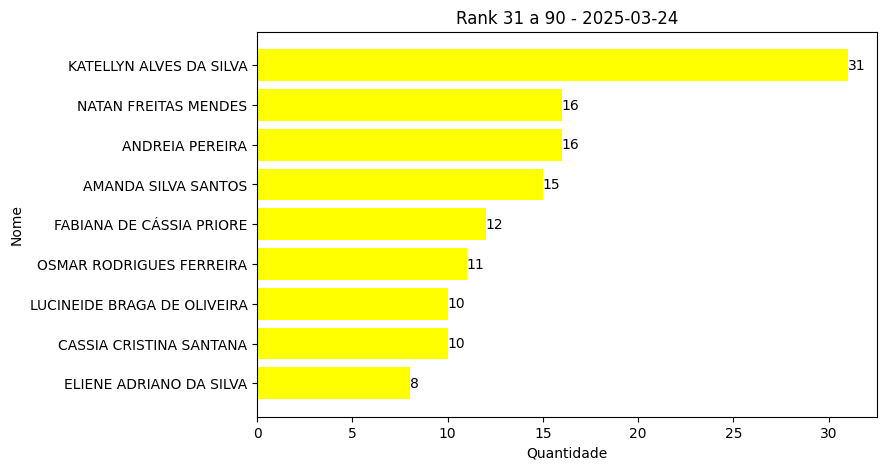 Rank 31 a 90 - 2025-03-24
Nome
KATELLYN ALVES DA SILVA 31
NATAN FREITAS MENDES 16
ANDREIA PEREIRA 16
AMANDA SILVA SANTOS 15
FABIANA DE CÁSSIA PRIORE 12
OSMAR RODRIGUES FERREIRA 11
LUCINEIDE BRAGA DE OLIVEIRA 10
CASSIA CRISTINA SANTANA 10
ELIENE ADRIANO DA SILVA 8
0 5 10 15 20 25 30
Quantidade